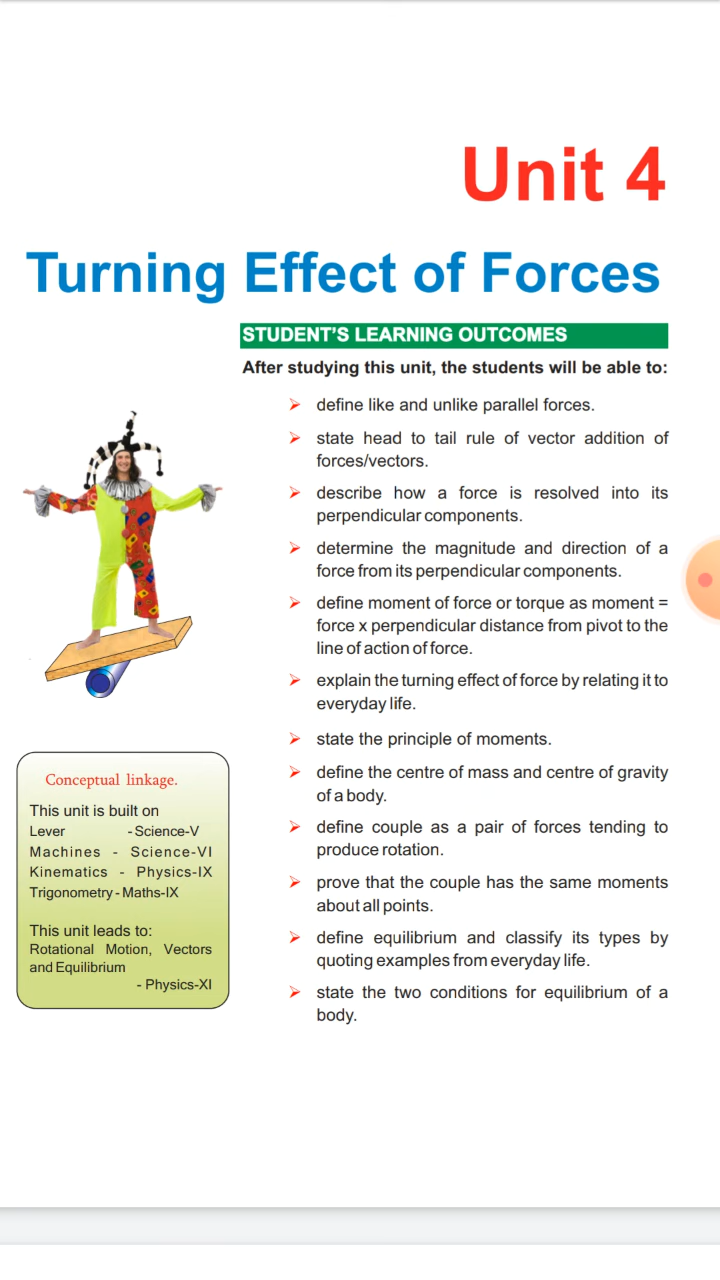 Unit 4
Turning Effect of Forces
STUDENT’S LEARNING OUTCOMES
After studying this unit, the students will be able to:
➢ define like and unlike parallel forces.
➢ state head to tail rule of vector addition of
forces/vectors.
➢ describe how a force is resolved into its
perpendicular components.
➢ determine the magnitude and direction of a
force from its perpendicular components.
➢ define moment of force or torque as moment =
force x perpendicular distance from pivot to the
line of action of force.
➢ explain the turning effect of force by relating it to
everyday life.
➢ state the principle of moments.
➢ define the centre of mass and centre of gravity
of a body.
➢ define couple as a pair of forces tending to
produce rotation.
➢ prove that the couple has the same moments
about all points.
➢ define equilibrium and classify its types by
quoting examples from everyday life.
➢ state the two conditions for equilibrium of a
body.
Conceptual linkage.
This unit is built on
Lever - Science-V
Machines - Science-VI
Kinematics - Physics-IX
Trigonometry - Maths-IX
This unit leads to:
Rotational Motion, Vectors
and Equilibrium
- Physics-XI